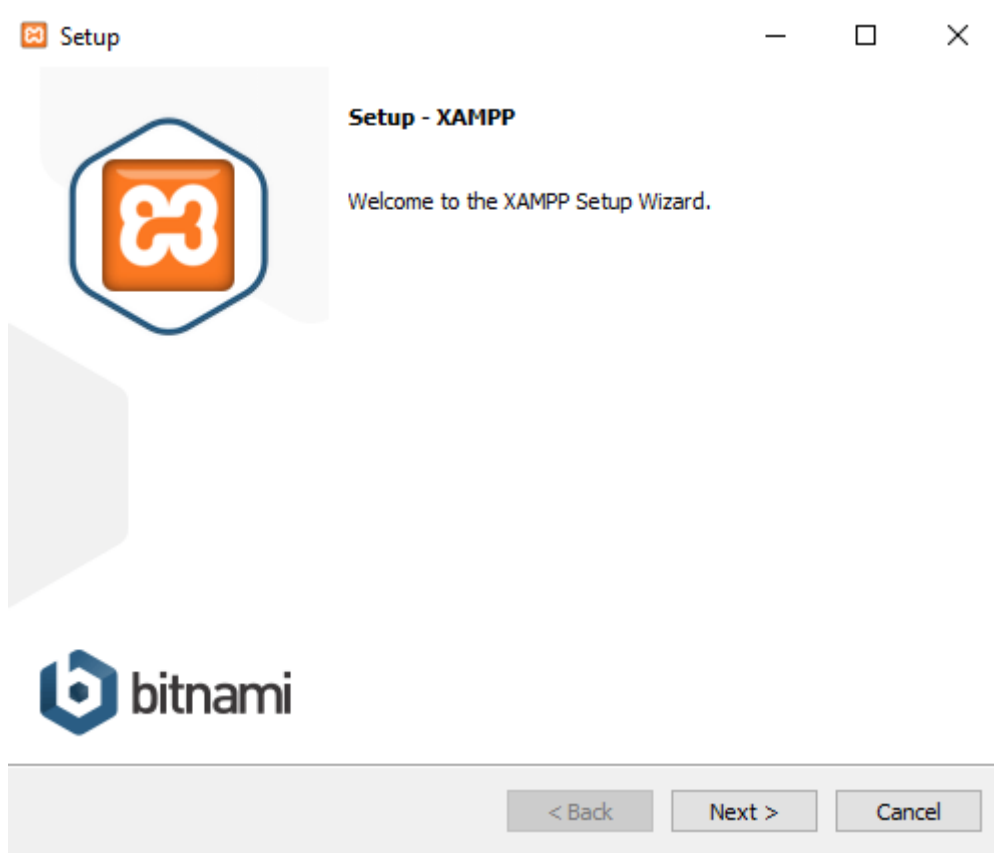 Setup
Setup - XAMPP
Welcome to the XAMPP Setup Wizard.
bitnami
< Back
Next >
Cancel